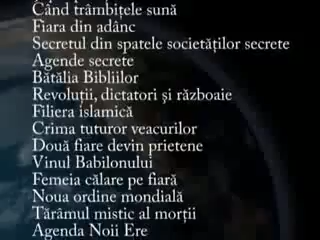 Când trâmbițele sună
Fiara din adânc
Secretul din spatele societăților secrete
Agende secrete
Bătălia Bibliilor
Revoluții, dictatori și războaie
Filiera islamică
Crima tuturor veacurilor
Două fiare devin prietene
Vinul Babilonului
Femeia călare pe fiară
Noua ordine mondială
Tărâmul mistic al morții
Agenda Noii Ere